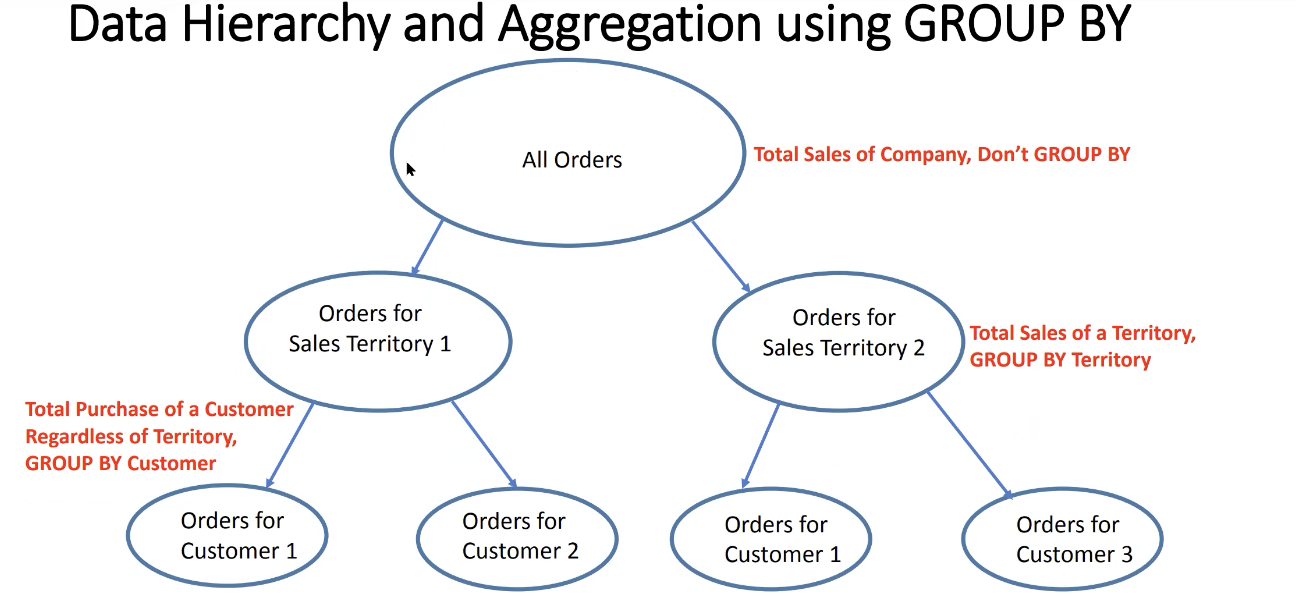 Data Hierarchy and Aggregation using GROUP BY
All Orders
Total Sales of Company, Don’t GROUP BY
Orders for
Sales Territory 1
Orders for
Sales Territory 2
Total Sales of a Territory,
GROUP BY Territory
Total Purchase of a Customer
Regardless of Territory,
GROUP BY Customer
Orders for
Customer 1
Orders for
Customer 2
Orders for
Customer 1
Orders for
Customer 3